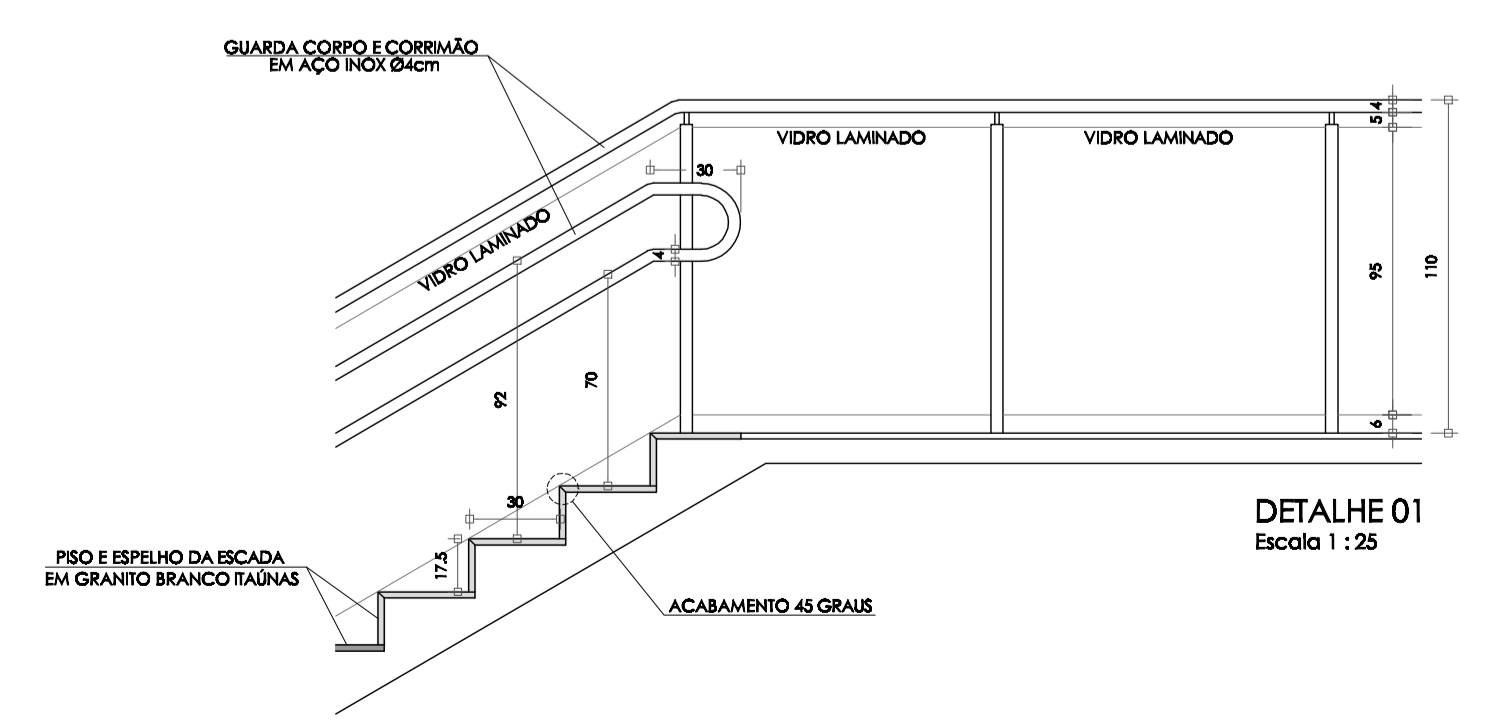 GUARDA CORPO E CORRIMÃO
EM AÇO INOX Ø4cm
4
5
VIDRO LAMINADO
VIDRO LAMINADO
30
VIDRO LAMINADO
4
95
110
92
70
6
30
DETALHE 01
Escala 1 : 25
17.5
PISO E ESPELHO DA ESCADA
EM GRANITO BRANCO ITAÚNAS
ACABAMENTO 45 GRAUS